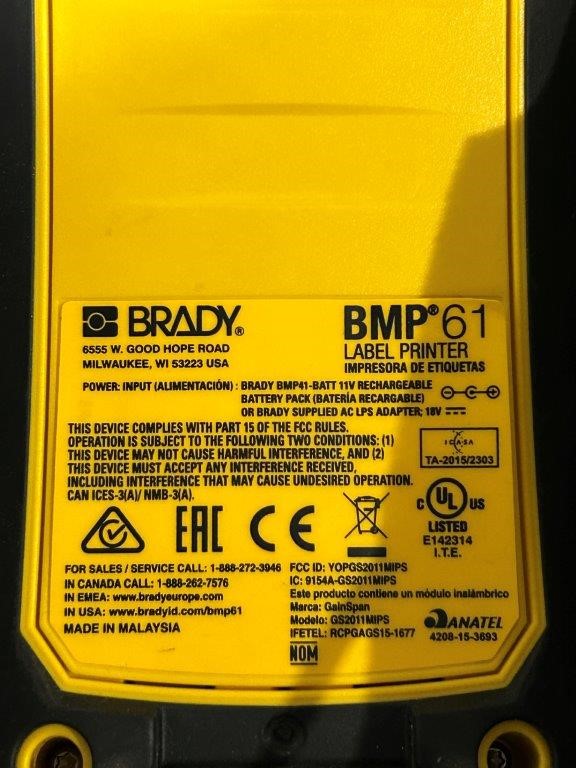 BRADY®
6555 W. GOOD HOPE ROAD
MILWAUKEE, WI 53223 USA
BMP®61
LABEL PRINTER
IMPRESORA DE ETIQUETAS
POWER: INPUT (ALIMENTACIÓN) : BRADY BMP41-BATT 11V RECHARGEABLE
BATTERY PACK (BATERÍA RECARGABLE)
OR BRADY SUPPLIED AC LPS ADAPTER; 18V
THIS DEVICE COMPLIES WITH PART 15 OF THE FCC RULES.
OPERATION IS SUBJECT TO THE FOLLOWING TWO CONDITIONS: (1)
THIS DEVICE MAY NOT CAUSE HARMFUL INTERFERENCE, AND (2)
THIS DEVICE MUST ACCEPT ANY INTERFERENCE RECEIVED,
INCLUDING INTERFERENCE THAT MAY CAUSE UNDESIRED OPERATION.
CAN ICES-3(A)/ NMB-3(A).
ICASA
TA-2015/2303
EAC CE
C UL US
LISTED
E142314
I.T.E.
FOR SALES / SERVICE CALL: 1-888-272-3946
IN CANADA CALL: 1-888-262-7576
IN EMEA: www.bradyeurope.com
IN USA: www.bradyid.com/bmp61
MADE IN MALAYSIA
FCC ID: YOPGS2011MIPS
IC: 9154A-GS2011MIPS
Este producto contiene un módulo inalámbrico
Marca: GainSpan
Modelo: GS2011MIPS
IFETEL: RCPGAGS15-1677
NOM
ANATEL
4208-15-3693